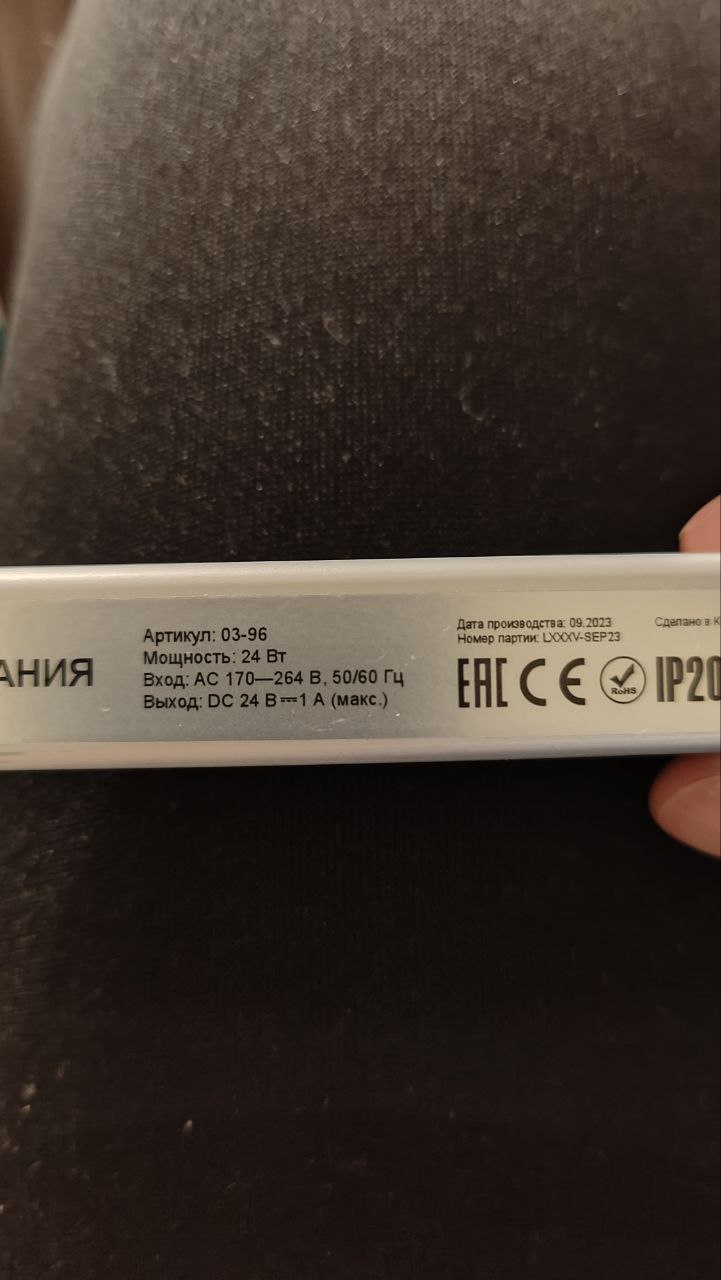 АНИЯ
Артикул: 03-96
Мощность: 24 Вт
Вход: AC 170—264 В, 50/60 Гц
Выход: DC 24 В⎓1 А (макс.)
Дата производства: 09.2023
Номер партии: LXXXV-SEP23
Сделано в К
EAC CE RoHS IP20